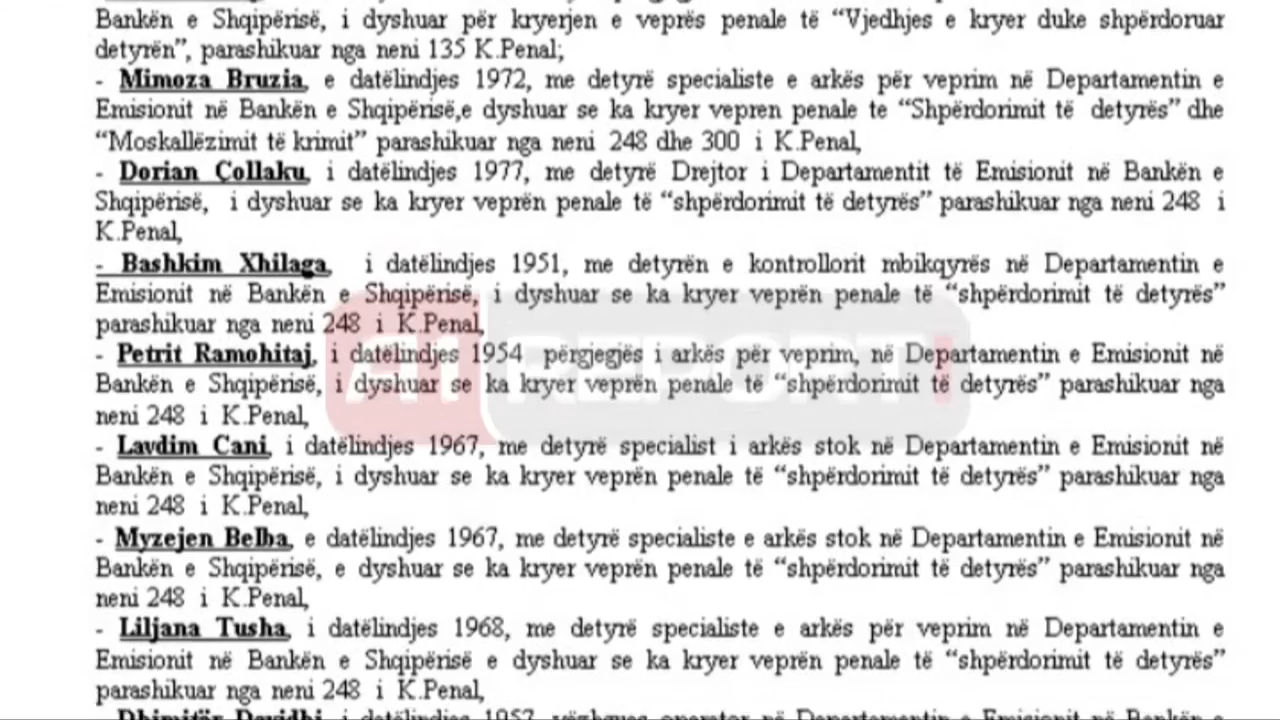 Bankën e Shqipërisë, i dyshuar për kryerjen e veprës penale të “Vjedhjes e kryer duke shpërdoruar
detyrën”, parashikuar nga neni 135 K.Penal;
- Mimoza Bruzia, e datëlindjes 1972, me detyrë specialiste e arkës për veprim në Departamentin e
Emisionit në Bankën e Shqipërisë,e dyshuar se ka kryer vepren penale te “Shpërdorimit të detyrës” dhe
“Moskallëzimit të krimit” parashikuar nga neni 248 dhe 300 i K.Penal,
- Dorian Çollaku, i datëlindjes 1977, me detyrë Drejtor i Departamentit të Emisionit në Bankën e
Shqipërisë, i dyshuar se ka kryer veprën penale të “shpërdorimit të detyrës” parashikuar nga neni 248 i
K.Penal,
- Bashkim Xhilaga, i datëlindjes 1951, me detyrën e kontrollorit mbikqyrës në Departamentin e
Emisionit në Bankën e Shqipërisë, i dyshuar se ka kryer veprën penale të “shpërdorimit të detyrës”
parashikuar nga neni 248 i K.Penal,
- Petrit Ramohitaj, i datëlindjes 1954 përgjegjës i arkës për veprim, në Departamentin e Emisionit në
Bankën e Shqipërisë, i dyshuar se ka kryer veprën penale të “shpërdorimit të detyrës” parashikuar nga
neni 248 i K.Penal,
- Lavdim Cani, i datëlindjes 1967, me detyrë specialist i arkës stok në Departamentin e Emisionit në
Bankën e Shqipërisë, i dyshuar se ka kryer veprën penale të “shpërdorimit të detyrës” parashikuar nga
neni 248 i K.Penal,
- Myzejen Belba, e datëlindjes 1967, me detyrë specialiste e arkës stok në Departamentin e Emisionit në
Bankën e Shqipërisë, e dyshuar se ka kryer veprën penale të “shpërdorimit të detyrës” parashikuar nga
neni 248 i K.Penal,
- Liljana Tusha, i datëlindjes 1968, me detyrë specialiste e arkës për veprim në Departamentin e
Emisionit në Bankën e Shqipërisë e dyshuar se ka kryer veprën penale të “shpërdorimit të detyrës”
parashikuar nga neni 248 i K.Penal,
i datëlindjes 1957, operator në Departamentin e Emisionit në Bankën e
A1 REPORT!